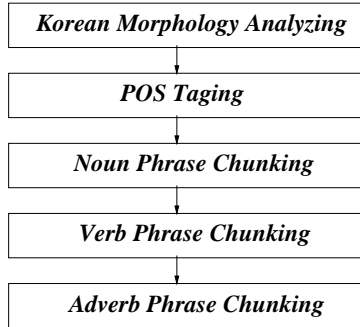 Korean Morphology Analyzing
POS Taging
Noun Phrase Chunking
Verb Phrase Chunking
Adverb Phrase Chunking